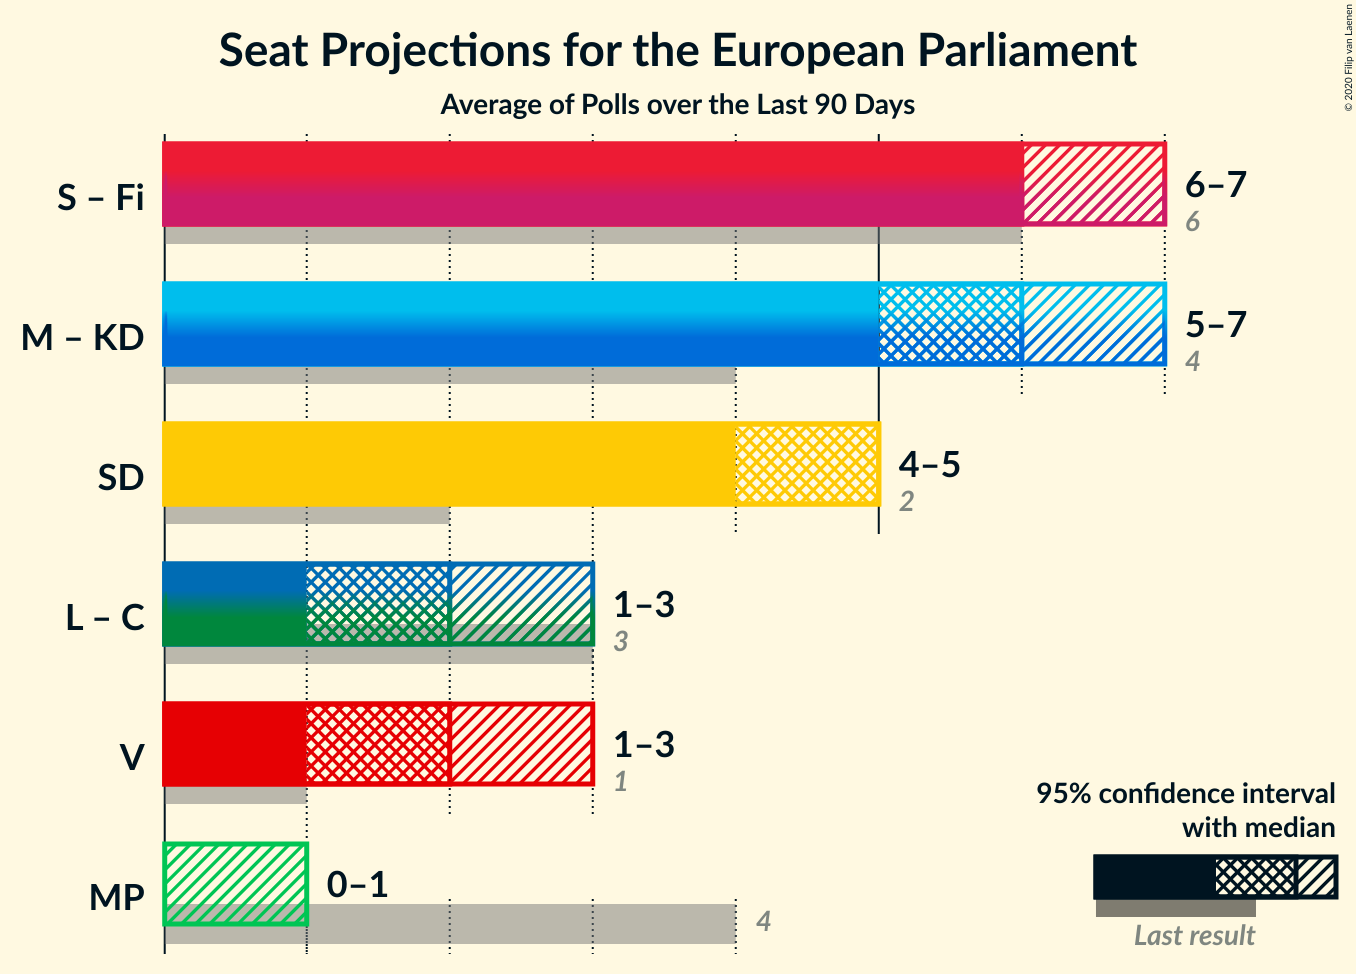 Seat Projections for the European Parliament
Average of Polls over the Last 90 Days
© 2020 Filip van Laenen
S – Fi
6–7
6
M – KD
5–7
4
SD
4–5
2
L – C
1–3
3
V
1–3
1
MP
0–1
4
95% confidence interval
with median
Last result